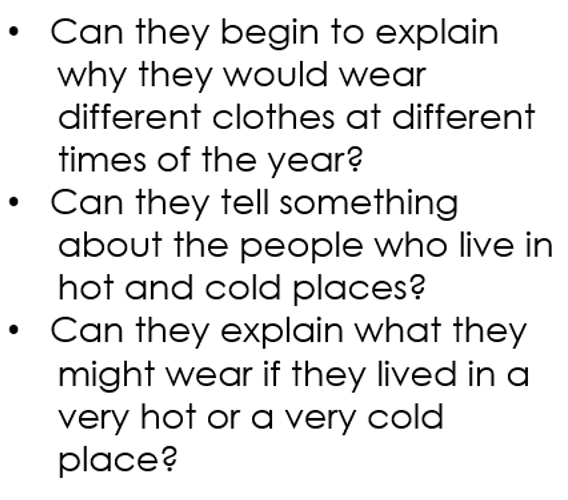 • Can they begin to explain
why they would wear
different clothes at different
times of the year?
• Can they tell something
about the people who live in
hot and cold places?
• Can they explain what they
might wear if they lived in a
very hot or a very cold
place?